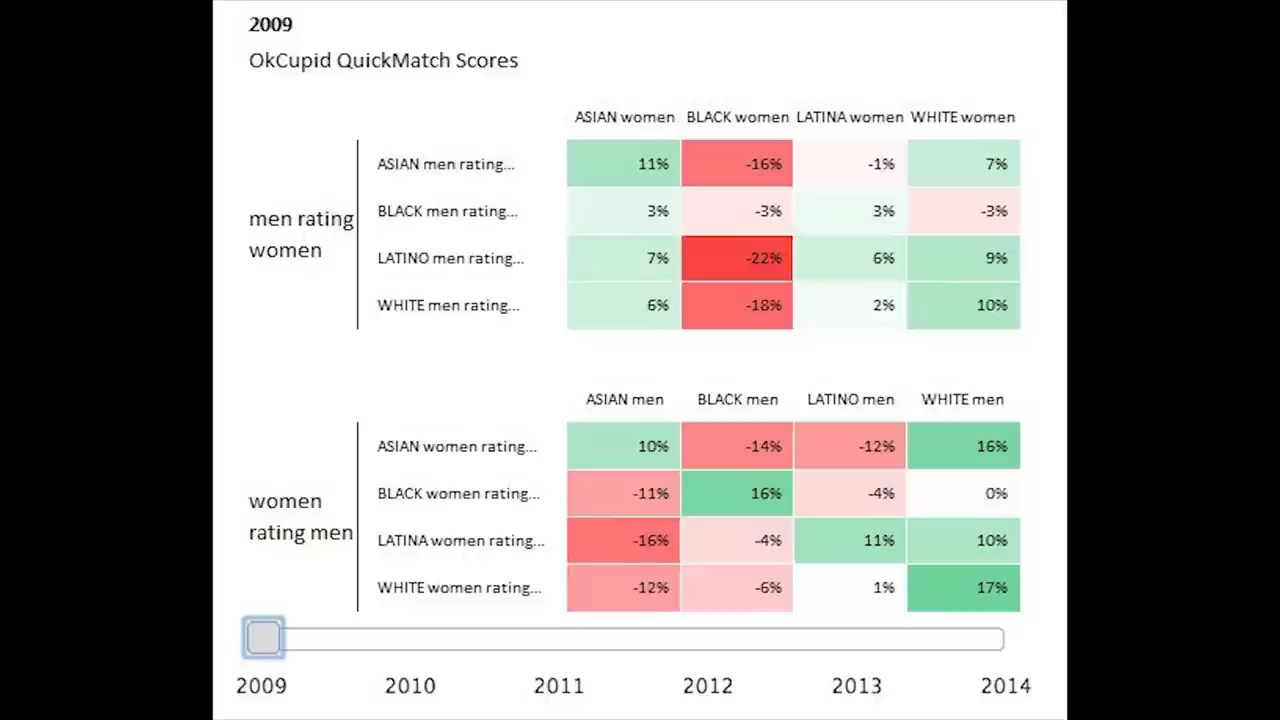 2009
OkCupid QuickMatch Scores
ASIAN women BLACK women LATINA women WHITE women
men rating
women
ASIAN men rating... 11% -16% -1% 7%
BLACK men rating... 3% -3% 3% -3%
LATINO men rating... 7% -22% 6% 9%
WHITE men rating... 6% -18% 2% 10%
ASIAN men BLACK men LATINO men WHITE men
women
rating men
ASIAN women rating... 10% -14% -12% 16%
BLACK women rating... -11% 16% -4% 0%
LATINA women rating... -16% -4% 11% 10%
WHITE women rating... -12% -6% 1% 17%
2009 2010 2011 2012 2013 2014